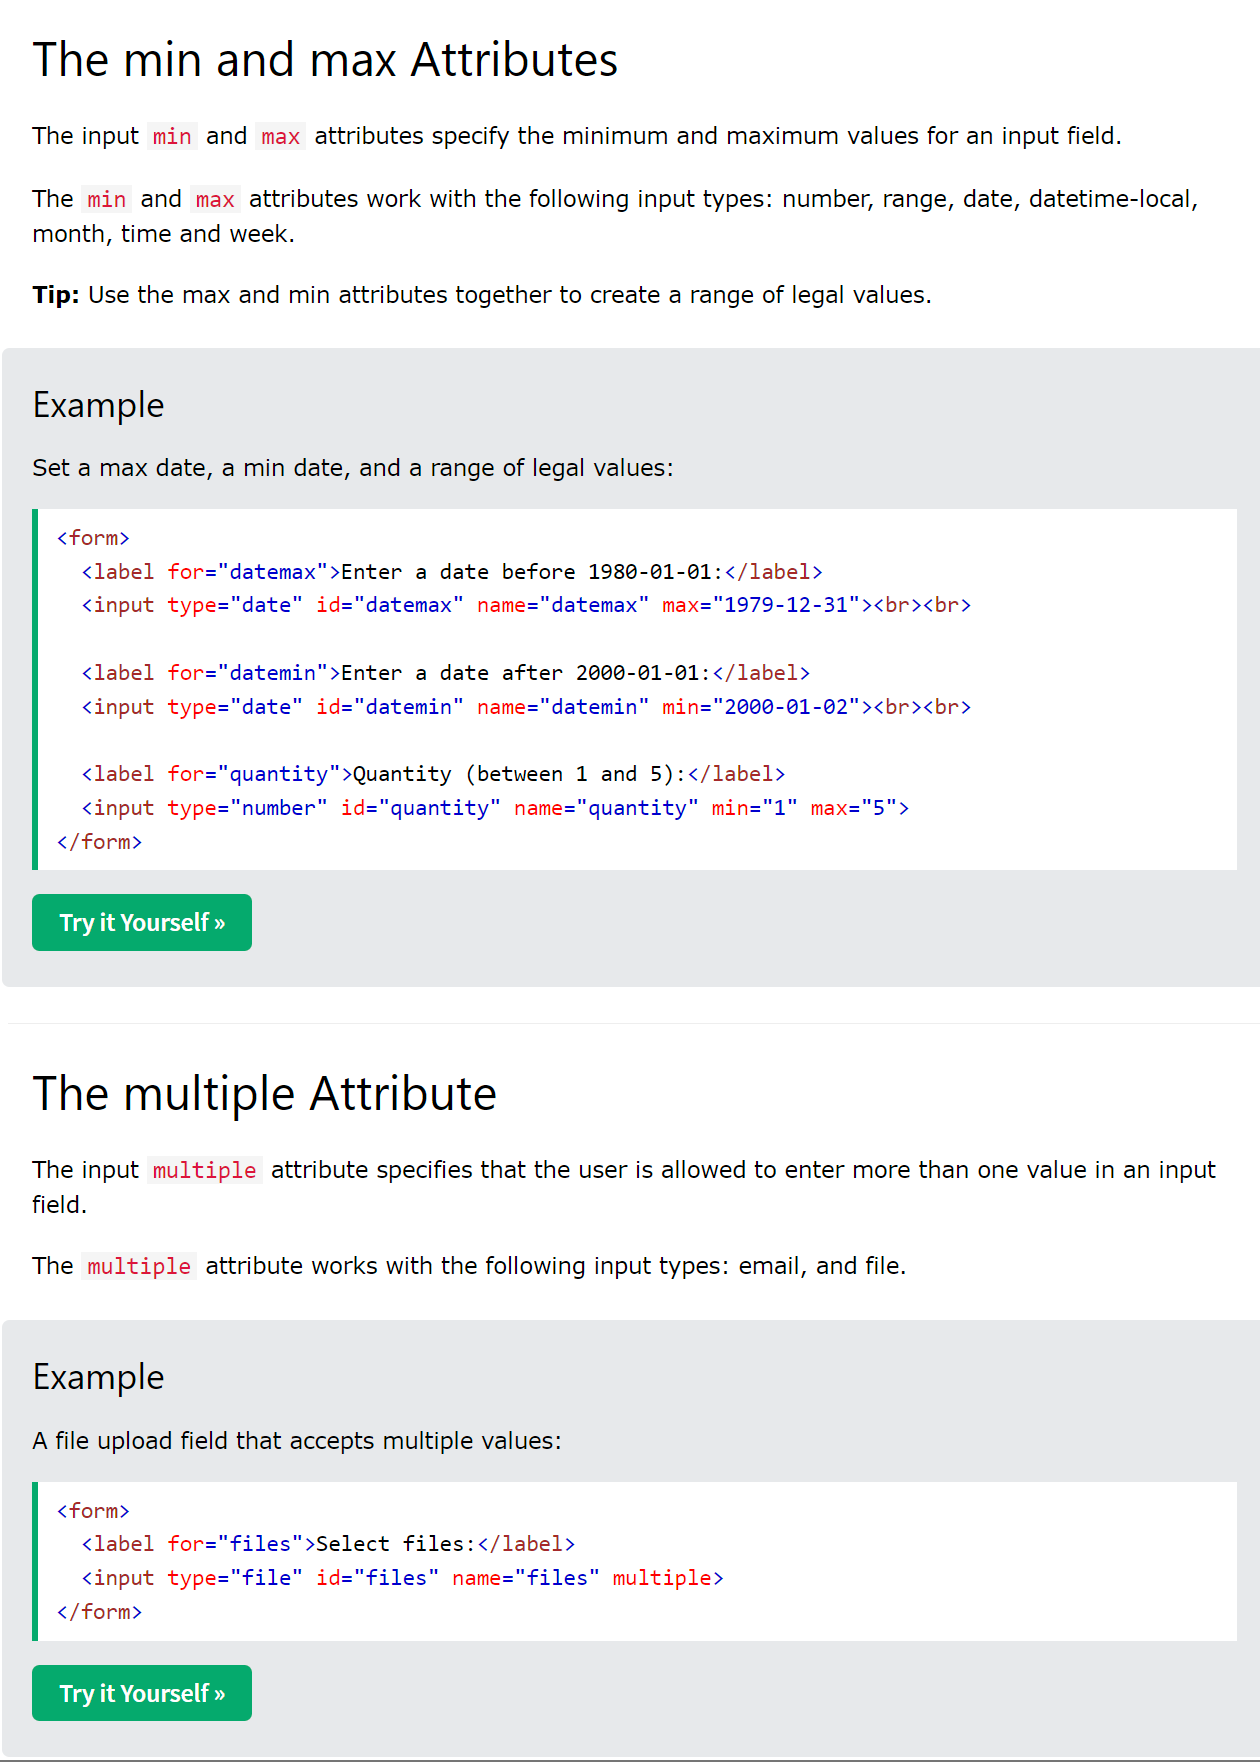 The min and max Attributes
The input min and max attributes specify the minimum and maximum values for an input field.
The min and max attributes work with the following input types: number, range, date, datetime-local,
month, time and week.
Tip: Use the max and min attributes together to create a range of legal values.
Example
Set a max date, a min date, and a range of legal values:
<form>
  <label for="datemax">Enter a date before 1980-01-01:</label>
  <input type="date" id="datemax" name="datemax" max="1979-12-31"><br><br>
  <label for="datemin">Enter a date after 2000-01-01:</label>
  <input type="date" id="datemin" name="datemin" min="2000-01-02"><br><br>
  <label for="quantity">Quantity (between 1 and 5):</label>
  <input type="number" id="quantity" name="quantity" min="1" max="5">
</form>
Try it Yourself »
The multiple Attribute
The input multiple attribute specifies that the user is allowed to enter more than one value in an input
field.
The multiple attribute works with the following input types: email, and file.
Example
A file upload field that accepts multiple values:
<form>
  <label for="files">Select files:</label>
  <input type="file" id="files" name="files" multiple>
</form>
Try it Yourself »